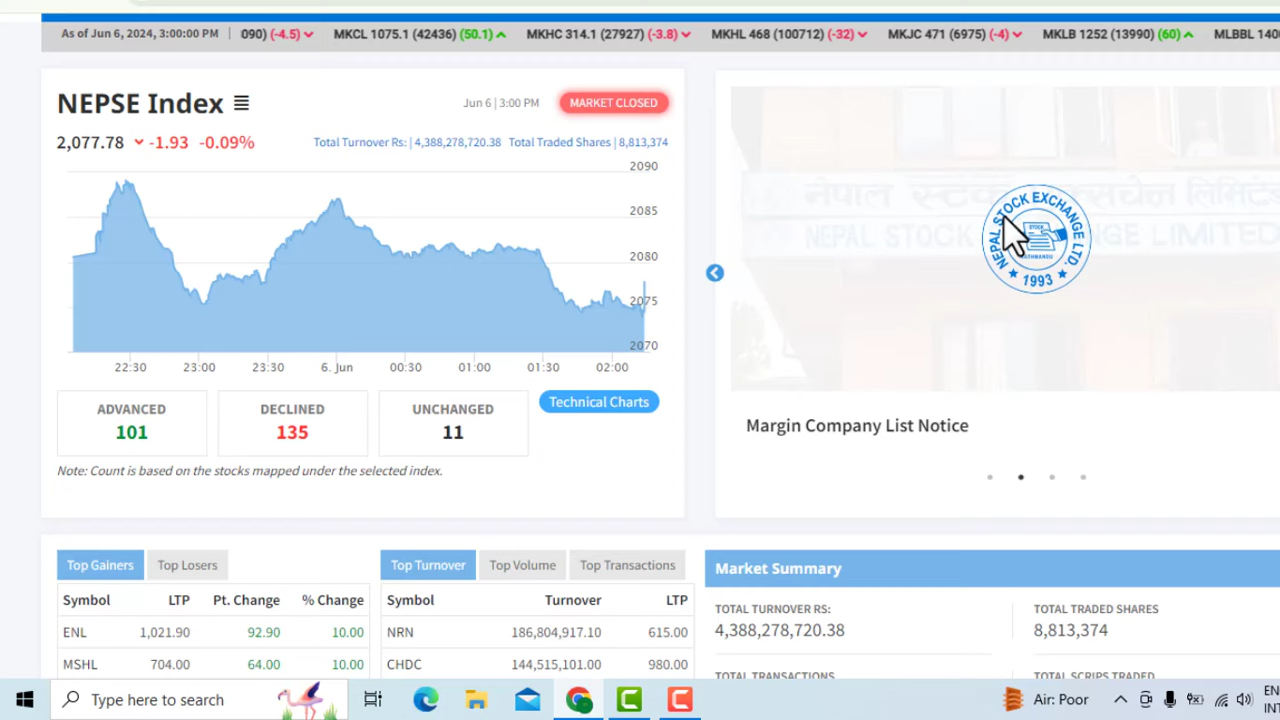 As of Jun 6, 2024, 3:00:00 PM
090) (-4.5) MKCL 1075.1 (42436) (50.1) MKHC 314.1 (27927) (-3.8) MKHL 468 (100712) (-32) MKJC 471 (6975) (-4) MKLB 1252 (13990) (60) MLBBL 140
NEPSE Index
Jun 6 | 3:00 PM MARKET CLOSED
2,077.78 -1.93 -0.09%
Total Turnover Rs: | 4,388,278,720.38 Total Traded Shares | 8,813,374
2090
2085
2080
2075
2070
22:30 23:00 23:30 6. Jun 00:30 01:00 01:30 02:00
ADVANCED
101
DECLINED
135
UNCHANGED
11
Technical Charts
Note: Count is based on the stocks mapped under the selected index.
नेपाल स्टक
लिमिटेड
NEPAL STOCK EXCHANGE LIMITED
NEPAL STOCK EXCHANGE LTD.
STOCK
1993
Margin Company List Notice
Top Gainers Top Losers
Symbol LTP Pt. Change % Change
ENL 1,021.90 92.90 10.00
MSHL 704.00 64.00 10.00
Top Turnover Top Volume Top Transactions
Symbol Turnover LTP
NRN 186,804,917.10 615.00
CHDC 144,515,101.00 980.00
Market Summary
TOTAL TURNOVER RS:
4,388,278,720.38
TOTAL TRADED SHARES
8,813,374
TOTAL TRANSACTIONS
TOTAL SCRIPS TRADED
Type here to search
Air: Poor
EN
INT